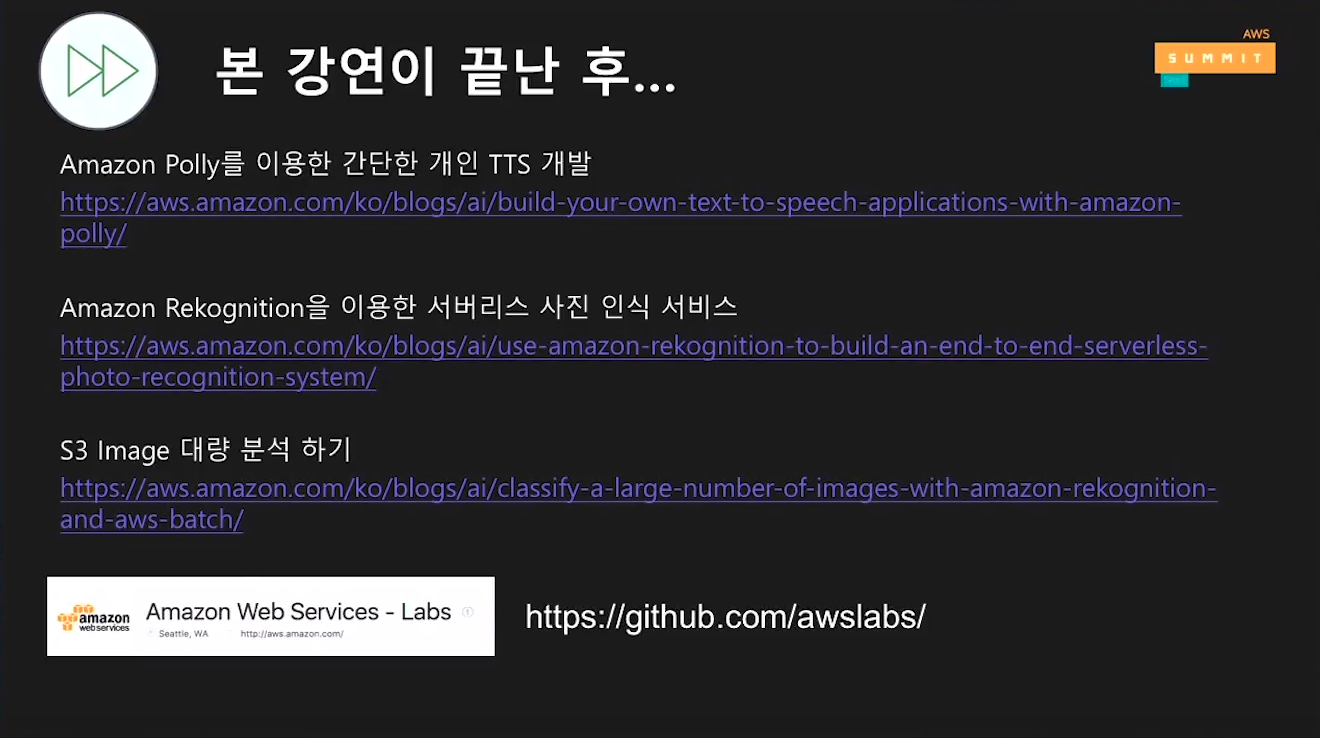 본 강연이 끝난 후...
AWS
SUMMIT
Amazon Polly를 이용한 간단한 개인 TTS 개발
https://aws.amazon.com/ko/blogs/ai/build-your-own-text-to-speech-applications-with-amazon-
polly/
Amazon Rekognition을 이용한 서버리스 사진 인식 서비스
https://aws.amazon.com/ko/blogs/ai/use-amazon-rekognition-to-build-an-end-to-end-serverless-
photo-recognition-system/
S3 Image 대량 분석 하기
https://aws.amazon.com/ko/blogs/ai/classify-a-large-number-of-images-with-amazon-rekognition-
and-aws-batch/
amazon
web services
Amazon Web Services - Labs
Seattle, WA http://aws.amazon.com/
https://github.com/awslabs/